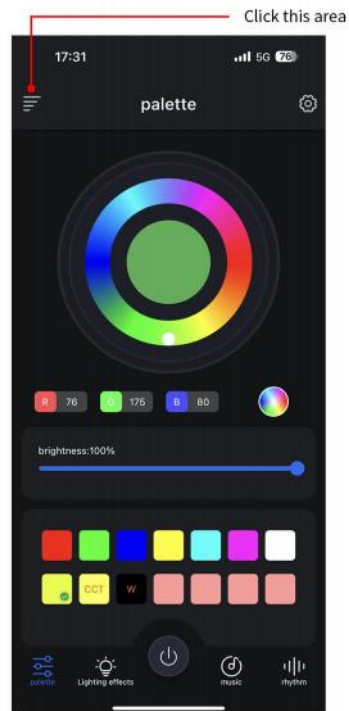 Click this area
17:31 5G 76
palette
R 76 G 175 B 80
brightness:100%
CCT W
palette Lighting effects music rhythm